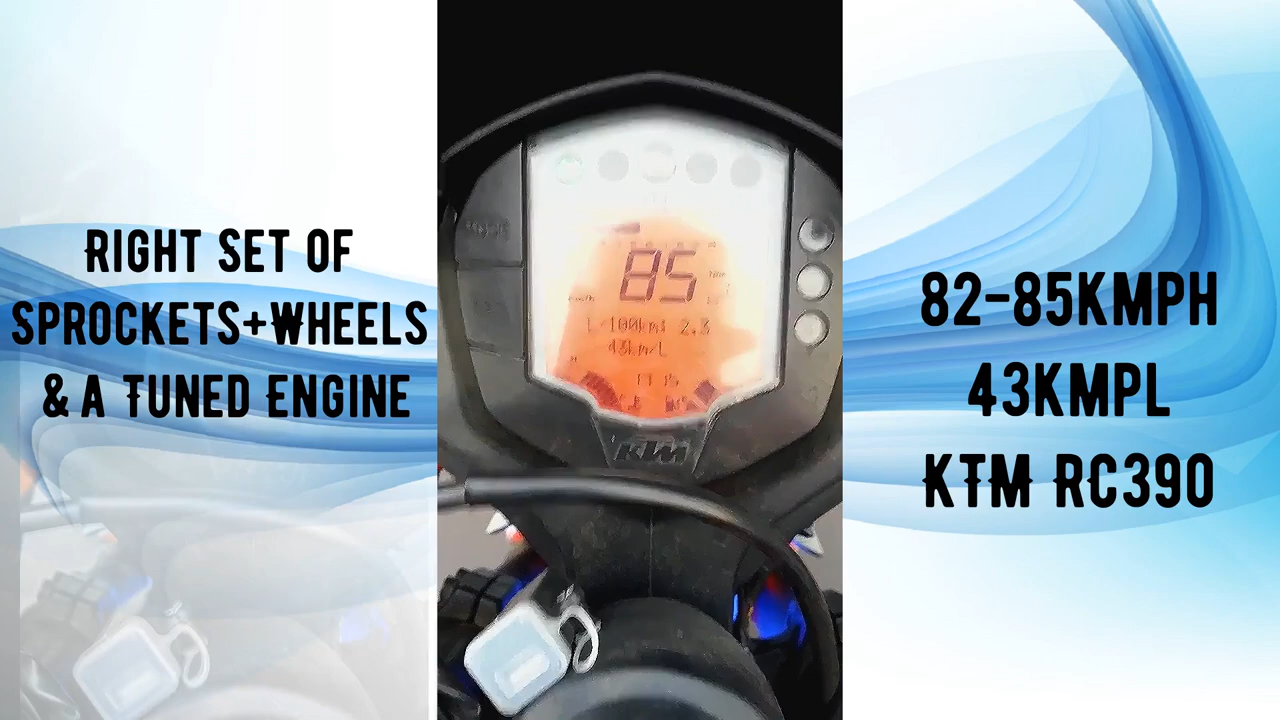 RIGHT SET OF
SPROCKETS+WHEELS
& A TUNED ENGINE
85
L/100km: 2.3
43km/L
KTM
82-85KMPH
43KMPL
KTM RC390